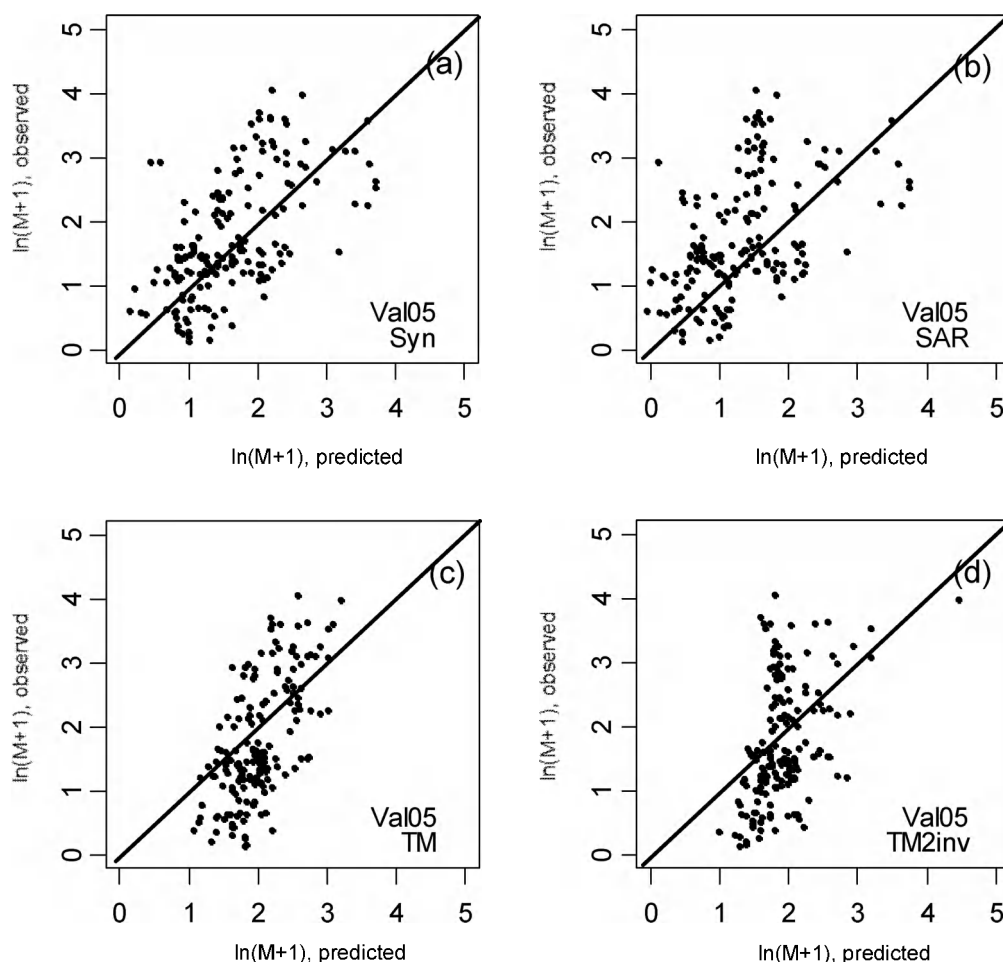 5
4
3
2
1
0
ln(M+1), observed
(a)
Val05
Syn
0 1 2 3 4 5
ln(M+1), predicted
5
4
3
2
1
0
ln(M+1), observed
(b)
Val05
SAR
0 1 2 3 4 5
ln(M+1), predicted
5
4
3
2
1
0
ln(M+1), observed
(c)
Val05
TM
0 1 2 3 4 5
ln(M+1), predicted
5
4
3
2
1
0
ln(M+1), observed
(d)
Val05
TM2inv
0 1 2 3 4 5
ln(M+1), predicted